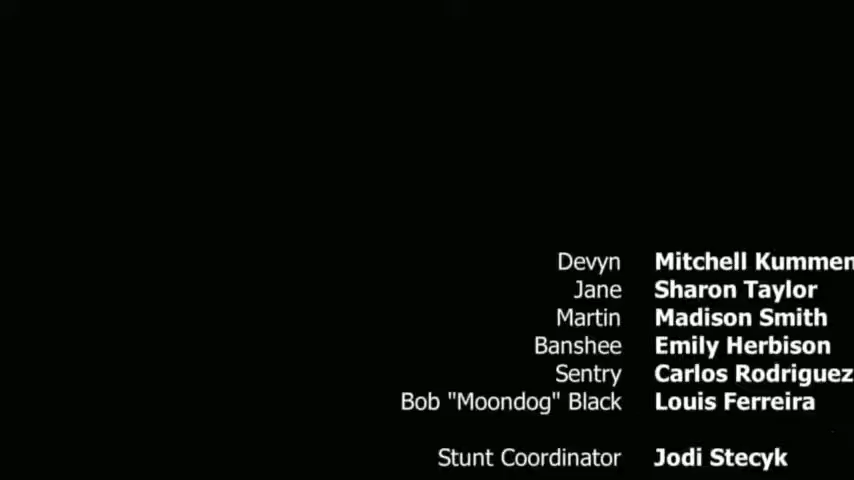 Devyn Mitchell Kummen
Jane Sharon Taylor
Martin Madison Smith
Banshee Emily Herbison
Sentry Carlos Rodriguez
Bob "Moondog" Black Louis Ferreira
Stunt Coordinator Jodi Stecyk